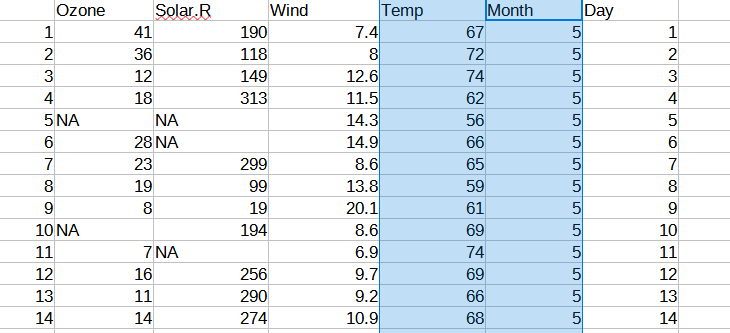 Ozone Solar.R Wind Temp Month Day
1 41 190 7.4 67 5 1
2 36 118 8 72 5 2
3 12 149 12.6 74 5 3
4 18 313 11.5 62 5 4
5 NA NA 14.3 56 5 5
6 28 NA 14.9 66 5 6
7 23 299 8.6 65 5 7
8 19 99 13.8 59 5 8
9 8 19 20.1 61 5 9
10 NA 194 8.6 69 5 10
11 7 NA 6.9 74 5 11
12 16 256 9.7 69 5 12
13 11 290 9.2 66 5 13
14 14 274 10.9 68 5 14